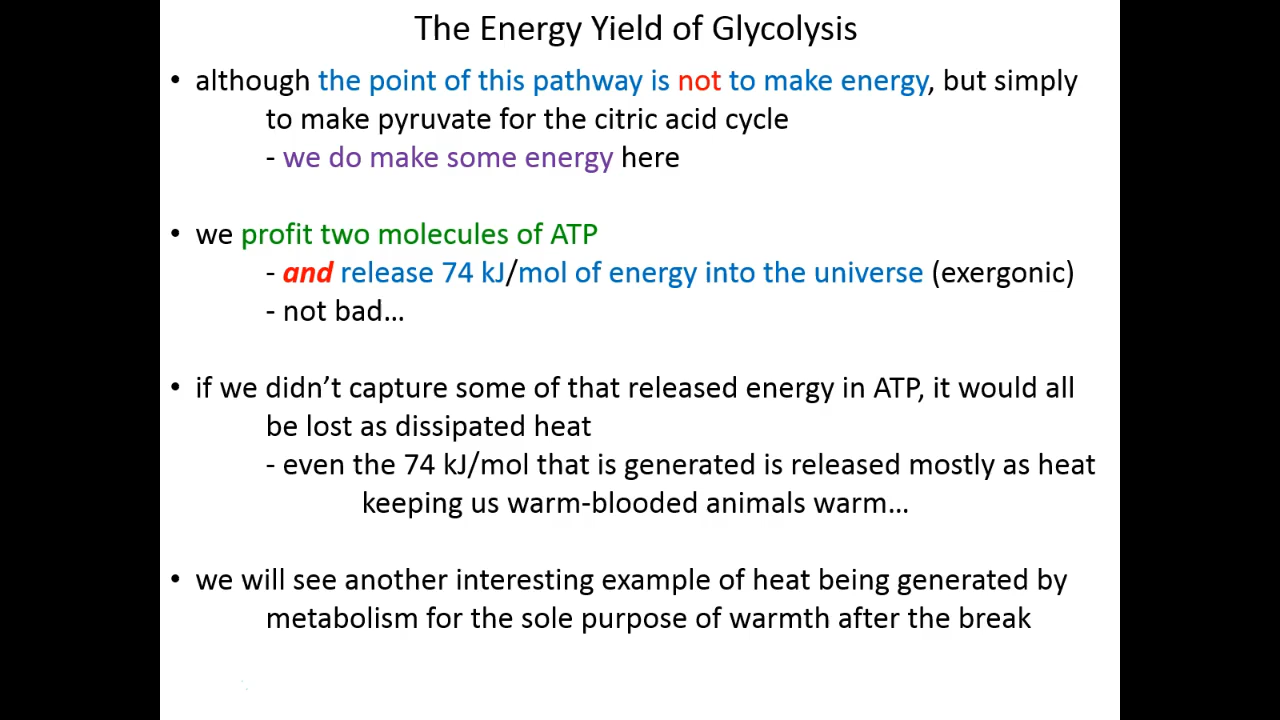 The Energy Yield of Glycolysis
• although the point of this pathway is not to make energy, but simply
to make pyruvate for the citric acid cycle
- we do make some energy here
• we profit two molecules of ATP
- and release 74 kJ/mol of energy into the universe (exergonic)
- not bad…
• if we didn’t capture some of that released energy in ATP, it would all
be lost as dissipated heat
- even the 74 kJ/mol that is generated is released mostly as heat
keeping us warm-blooded animals warm…
• we will see another interesting example of heat being generated by
metabolism for the sole purpose of warmth after the break